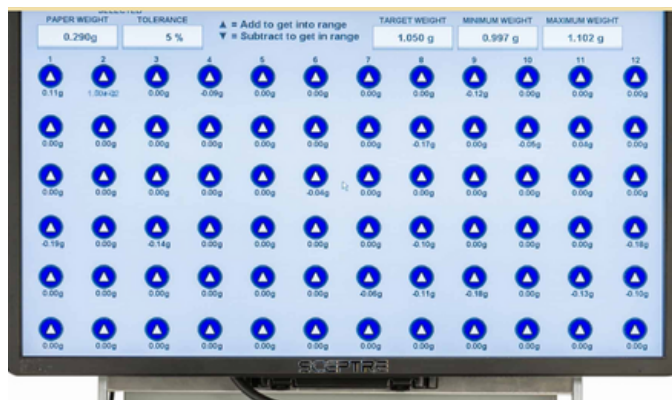 SELECTED
PAPER WEIGHT TOLERANCE ▲ = Add to get into range TARGET WEIGHT MINIMUM WEIGHT MAXIMUM WEIGHT
0.290g 5 % ▼ = Subtract to get in range 1.050 g 0.997 g 1.102 g
1 2 3 4 5 6 7 8 9 10 11 12
0.11g 0.00g -0.09g 0.00g 0.00g 0.00g 0.00g -0.12g 0.00g 0.00g 0.00g
0.00g 0.00g 0.00g 0.00g 0.00g 0.00g 0.00g -0.17g 0.00g -0.05g 0.00g
0.00g 0.00g 0.00g 0.00g 0.00g -0.04g 0.00g 0.00g 0.00g 0.00g 0.00g 0.00g
-0.19g 0.00g -0.14g 0.00g 0.00g 0.00g 0.00g -0.10g 0.00g 0.00g 0.00g -0.18g
0.00g 0.00g 0.00g 0.00g 0.00g 0.00g -0.06g -0.11g -0.18g 0.00g -0.13g -0.10g
0.00g 0.00g 0.00g 0.00g 0.00g 0.00g 0.00g 0.00g 0.00g 0.00g 0.00g 0.00g
SCEPTRE